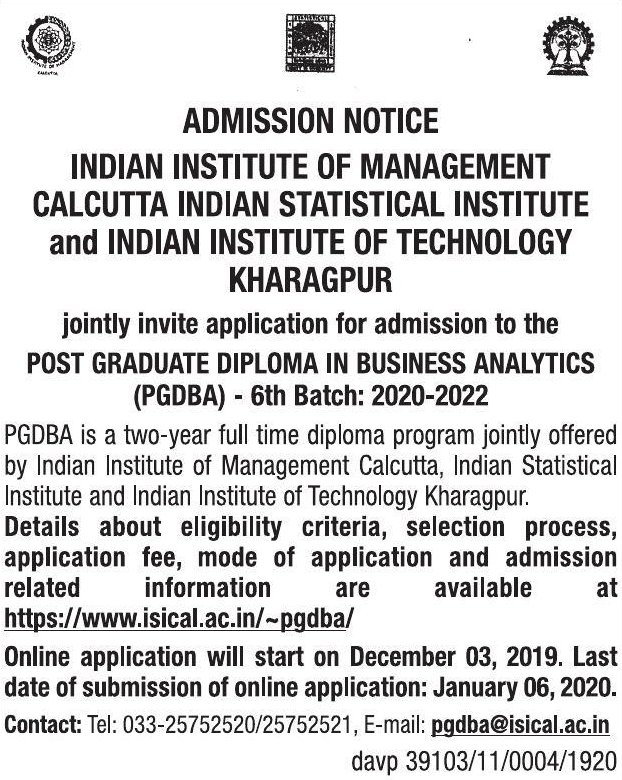 CALCUTTA
ADMISSION NOTICE
INDIAN INSTITUTE OF MANAGEMENT
CALCUTTA INDIAN STATISTICAL INSTITUTE
and INDIAN INSTITUTE OF TECHNOLOGY
KHARAGPUR
jointly invite application for admission to the
POST GRADUATE DIPLOMA IN BUSINESS ANALYTICS
(PGDBA) - 6th Batch: 2020-2022
PGDBA is a two-year full time diploma program jointly offered
by Indian Institute of Management Calcutta, Indian Statistical
Institute and Indian Institute of Technology Kharagpur.
Details about eligibility criteria, selection process,
application fee, mode of application and admission
related information are available at
https://www.isical.ac.in/~pgdba/
Online application will start on December 03, 2019. Last
date of submission of online application: January 06, 2020.
Contact: Tel: 033-25752520/25752521, E-mail: pgdba@isical.ac.in
davp 39103/11/0004/1920